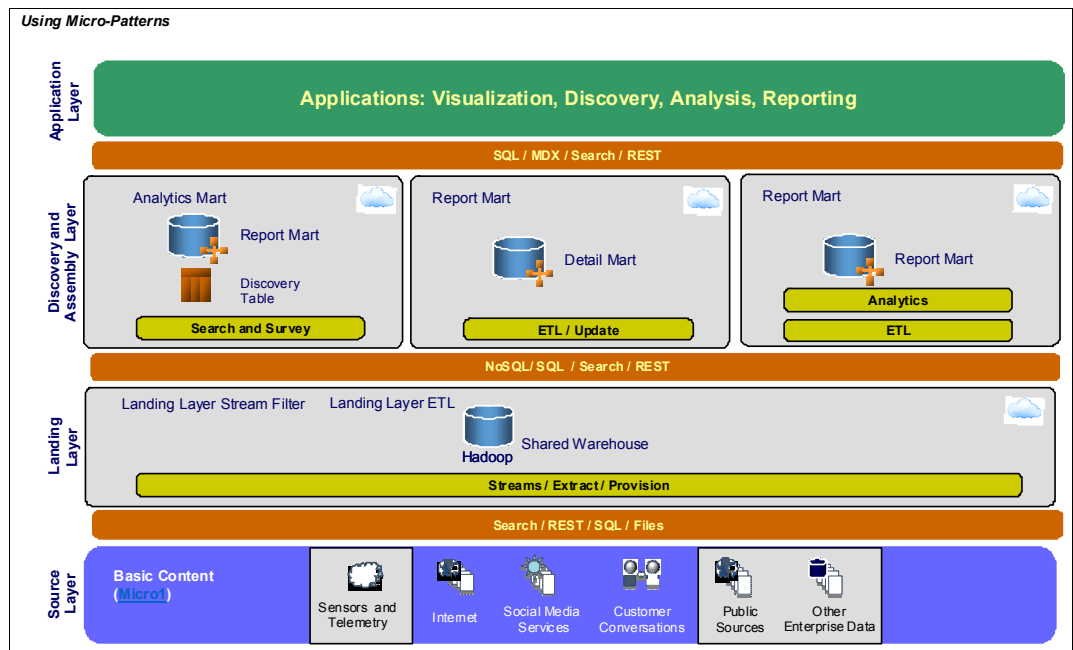 Using Micro-Patterns
Application
Layer
Applications: Visualization, Discovery, Analysis, Reporting
SQL / MDX / Search / REST
Discovery and
Assembly Layer
Analytics Mart
Report Mart
Discovery
Table
Search and Survey
Report Mart
Detail Mart
ETL / Update
Report Mart
Report Mart
Analytics
ETL
NoSQL/ SQL / Search / REST
Landing
Layer
Landing Layer Stream Filter
Landing Layer ETL
Hadoop
Shared Warehouse
Streams / Extract / Provision
Search / REST / SQL / Files
Source
Layer
Basic Content
(Micro1)
Sensors and
Telemetry
Internet
Social Media
Services
Customer
Conversations
Public
Sources
Other
Enterprise Data